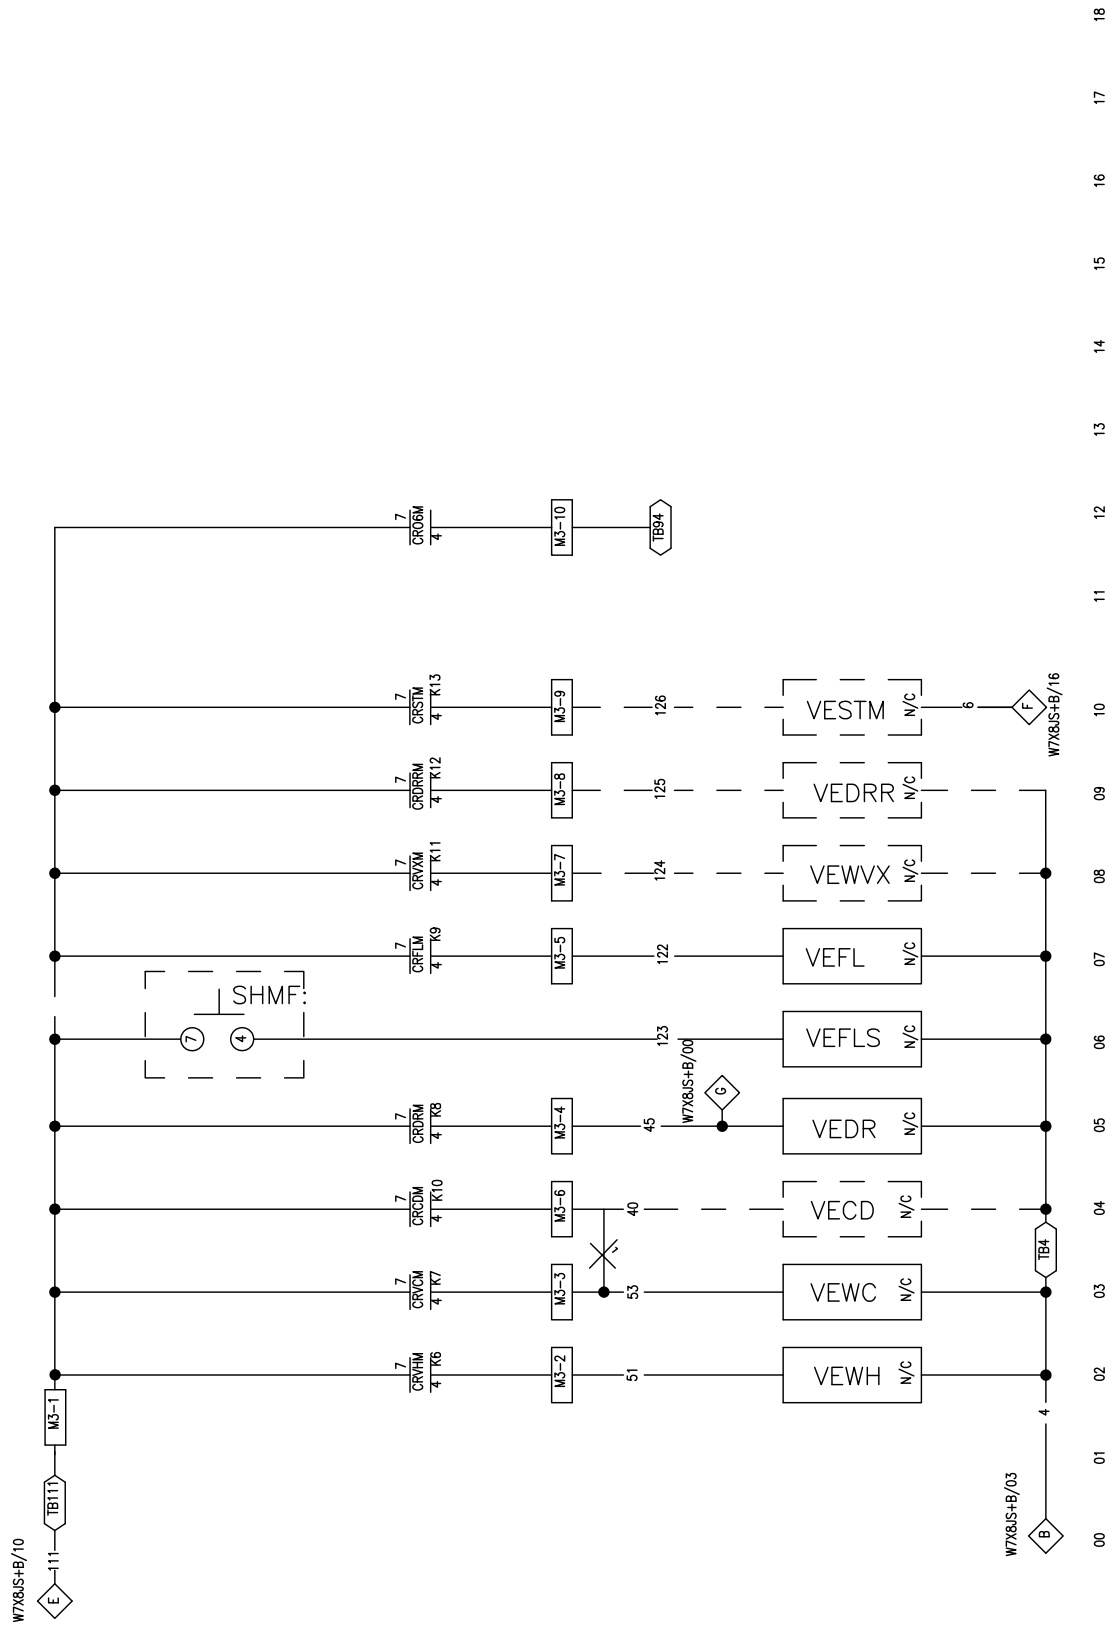 W7X8JS+B/10
E
111
TB111
M3-1
7
CRVHM
4
K6
M3-2
51
VEWH
N/C
7
CRVCM
4
K7
M3-3
53
VEWC
N/C
7
CRCDM
4
K10
M3-6
40
VECD
N/C
7
CRDRM
4
K8
M3-4
45
W7X8JS+B/00
G
VEDR
N/C
7
4
SHMF:
123
VEFLS
N/C
7
CRFLM
4
K9
M3-5
122
VEFL
N/C
7
CRVXM
4
K11
M3-7
124
VEWVX
N/C
7
CRDRRM
4
K12
M3-8
125
VEDRR
N/C
7
CRSTM
4
K13
M3-9
126
VESTM
N/C
6
F
W7X8JS+B/16
7
CR06M
4
M3-10
TB94
W7X8JS+B/03
B
4
TB4
00
01
02
03
04
05
06
07
08
09
10
11
12
13
14
15
16
17
18